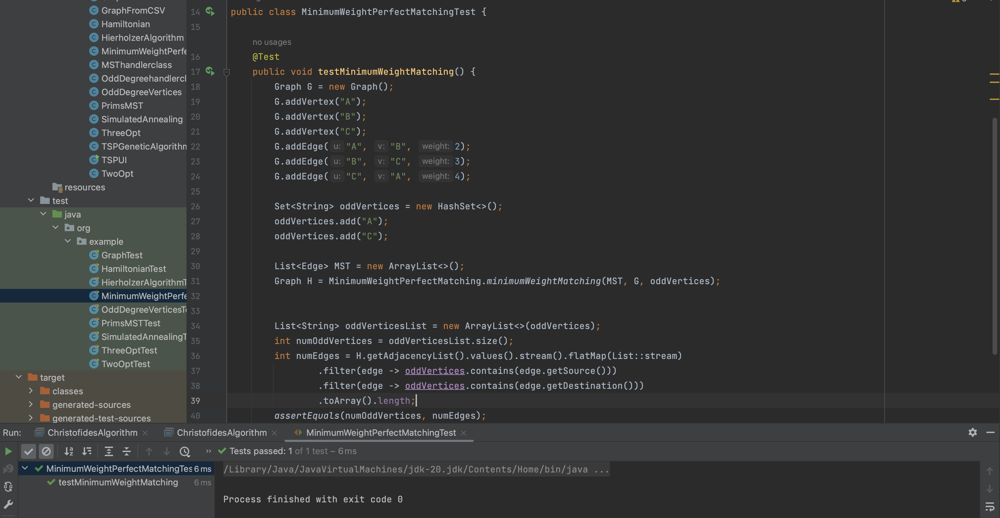 GraphFromCSV
Hamiltonian
HierholzerAlgorithm
MinimumWeightPerfe
MSThandlerclass
OddDegreehandlercl
OddDegreeVertices
PrimsMST
SimulatedAnnealing
ThreeOpt
TSPGeneticAlgorithm
TSPUI
TwoOpt
resources
test
java
org
example
GraphTest
HamiltonianTest
HierholzerAlgorithmT
MinimumWeightPerfe
OddDegreeVerticesTe
PrimsMSTTest
SimulatedAnnealingT
ThreeOptTest
TwoOptTest
target
classes
generated-sources
generated-test-sources
14 public class MinimumWeightPerfectMatchingTest {
15
no usages
16 @Test
17 public void testMinimumWeightMatching() {
18 Graph G = new Graph();
19 G.addVertex("A");
20 G.addVertex("B");
21 G.addVertex("C");
22 G.addEdge( u: "A", v: "B", weight: 2);
23 G.addEdge( u: "B", v: "C", weight: 3);
24 G.addEdge( u: "C", v: "A", weight: 4);
25
26 Set<String> oddVertices = new HashSet<>();
27 oddVertices.add("A");
28 oddVertices.add("C");
29
30 List<Edge> MST = new ArrayList<>();
31 Graph H = MinimumWeightPerfectMatching.minimumWeightMatching(MST, G, oddVertices);
32
33
34 List<String> oddVerticesList = new ArrayList<>(oddVertices);
35 int numOddVertices = oddVerticesList.size();
36 int numEdges = H.getAdjacencyList().values().stream().flatMap(List::stream)
37 .filter(edge -> oddVertices.contains(edge.getSource()))
38 .filter(edge -> oddVertices.contains(edge.getDestination()))
39 .toArray().length;
40 assertEquals(numOddVertices, numEdges);
Run: ChristofidesAlgorithm ChristofidesAlgorithm MinimumWeightPerfectMatchingTest
Tests passed: 1 of 1 test – 6 ms
MinimumWeightPerfectMatchingTes 6 ms
testMinimumWeightMatching 6 ms
/Library/Java/JavaVirtualMachines/jdk-20.jdk/Contents/Home/bin/java ...
Process finished with exit code 0